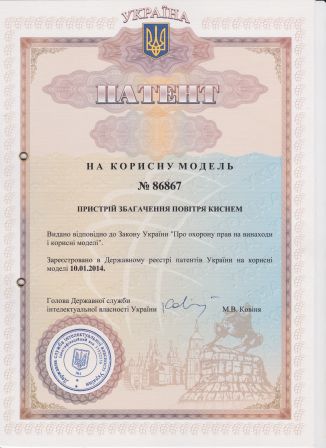 УКРАЇНА
ПАТЕНТ
НА КОРИСНУ МОДЕЛЬ
№ 86867
ПРИСТРІЙ ЗБАГАЧЕННЯ ПОВІТРЯ КИСНЕМ
Видано відповідно до Закону України "Про охорону прав на винаходи
і корисні моделі".
Зареєстровано в Державному реєстрі патентів України на корисні
моделі 10.01.2014.
Голова Державної служби
інтелектуальної власності України
М.В. Ковіня